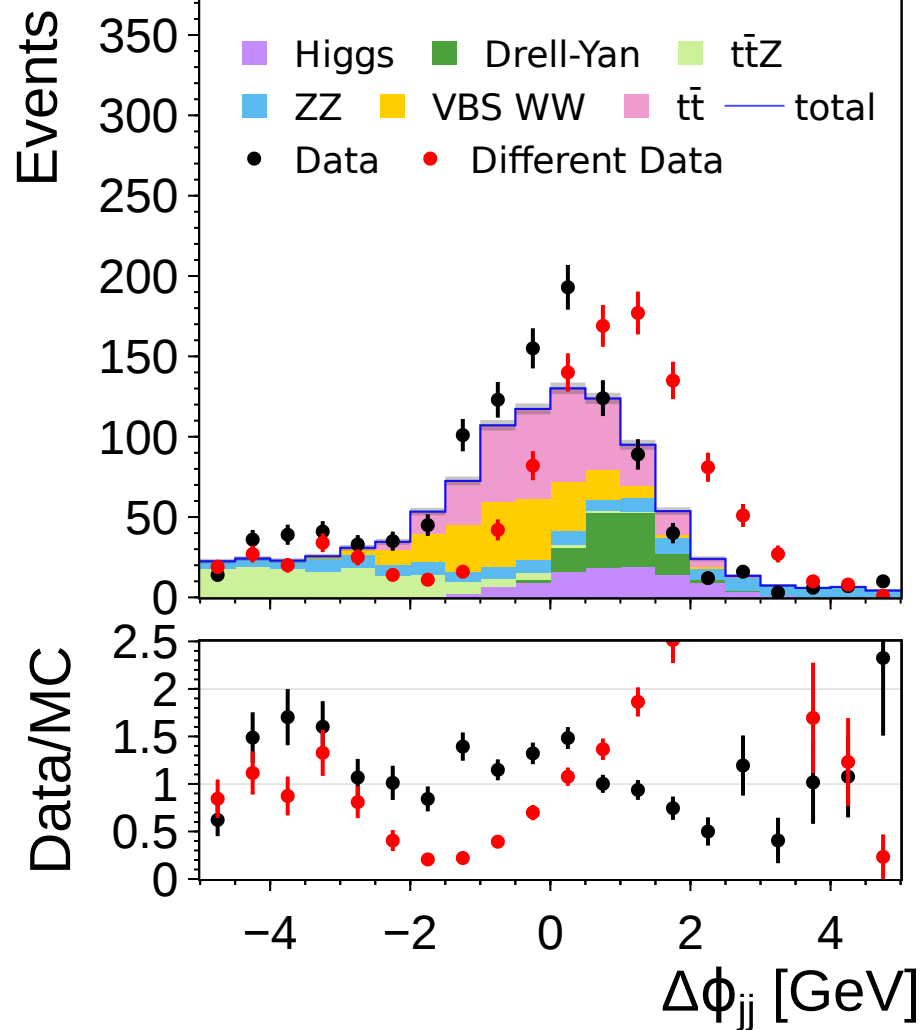 350
Higgs Drell-Yan tt̄Z
300
ZZ VBS WW tt̄ total
Data Different Data
250
200
150
100
50
0
Events
2.5
2
1.5
1
0.5
0
Data/MC
−4 −2 0 2 4
Δϕjj [GeV]